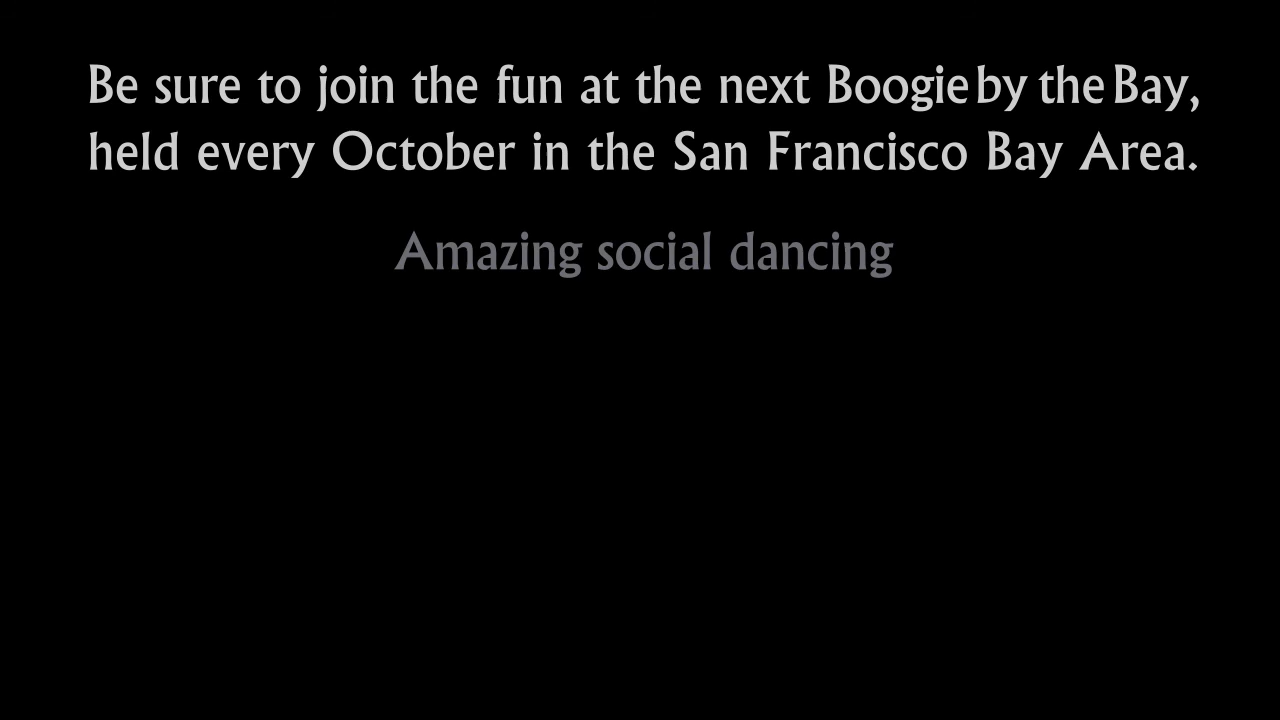 Be sure to join the fun at the next Boogie by the Bay,
held every October in the San Francisco Bay Area.
Amazing social dancing